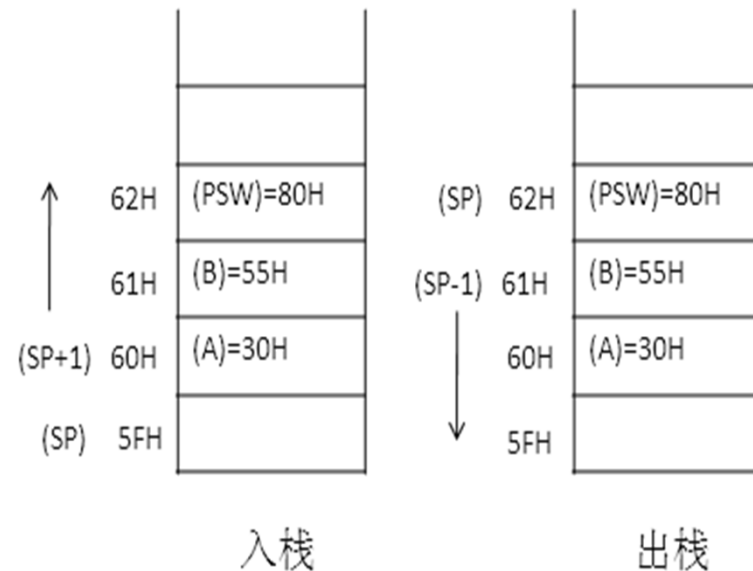 62H (PSW)=80H
61H (B)=55H
(SP+1) 60H (A)=30H
(SP) 5FH
入栈
(SP) 62H (PSW)=80H
(SP-1) 61H (B)=55H
60H (A)=30H
5FH
出栈